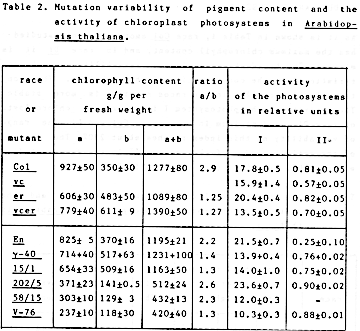 Table 2. Mutation variability of pigment content and the
activity of chloroplast photosystems in Arabidop-
sis thaliana.
race or mutant | chlorophyll content g/g per fresh weight | ratio a/b | activity of the photosystems in relative units
a | b | a+b | I | II
Col 927±50 350±30 1277±80 2.9 17.8±0.5 0.81±0.05
vc 15.9±1.4 0.57±0.05
er 606±30 483±50 1089±80 1.25 20.4±0.4 0.82±0.05
vcer 779±40 611± 9 1390±50 1.27 13.5±0.5 0.70±0.05
En 825± 5 370±16 1195±21 2.2 21.5±0.7 0.25±0.10
γ-40 714±40 517±63 1231±100 1.4 13.9±0.4 0.76±0.02
15/1 654±33 509±16 1163±50 1.3 14.0±1.0 0.75±0.02
202/5 371±23 141±0.5 512±24 2.6 23.6±0.7 0.90±0.02
58/15 303±10 129± 3 432±13 2.3 12.0±0.3 -
V-76 237±10 118±30 420±40 1.3 10.3±0.3 0.88±0.01